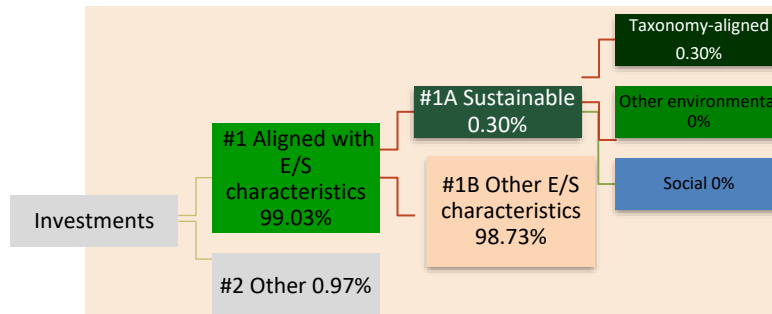 Investments
#1 Aligned with
E/S
characteristics
99.03%
#2 Other 0.97%
#1A Sustainable
0.30%
#1B Other E/S
characteristics
98.73%
Taxonomy-aligned
0.30%
Other environmenta
0%
Social 0%